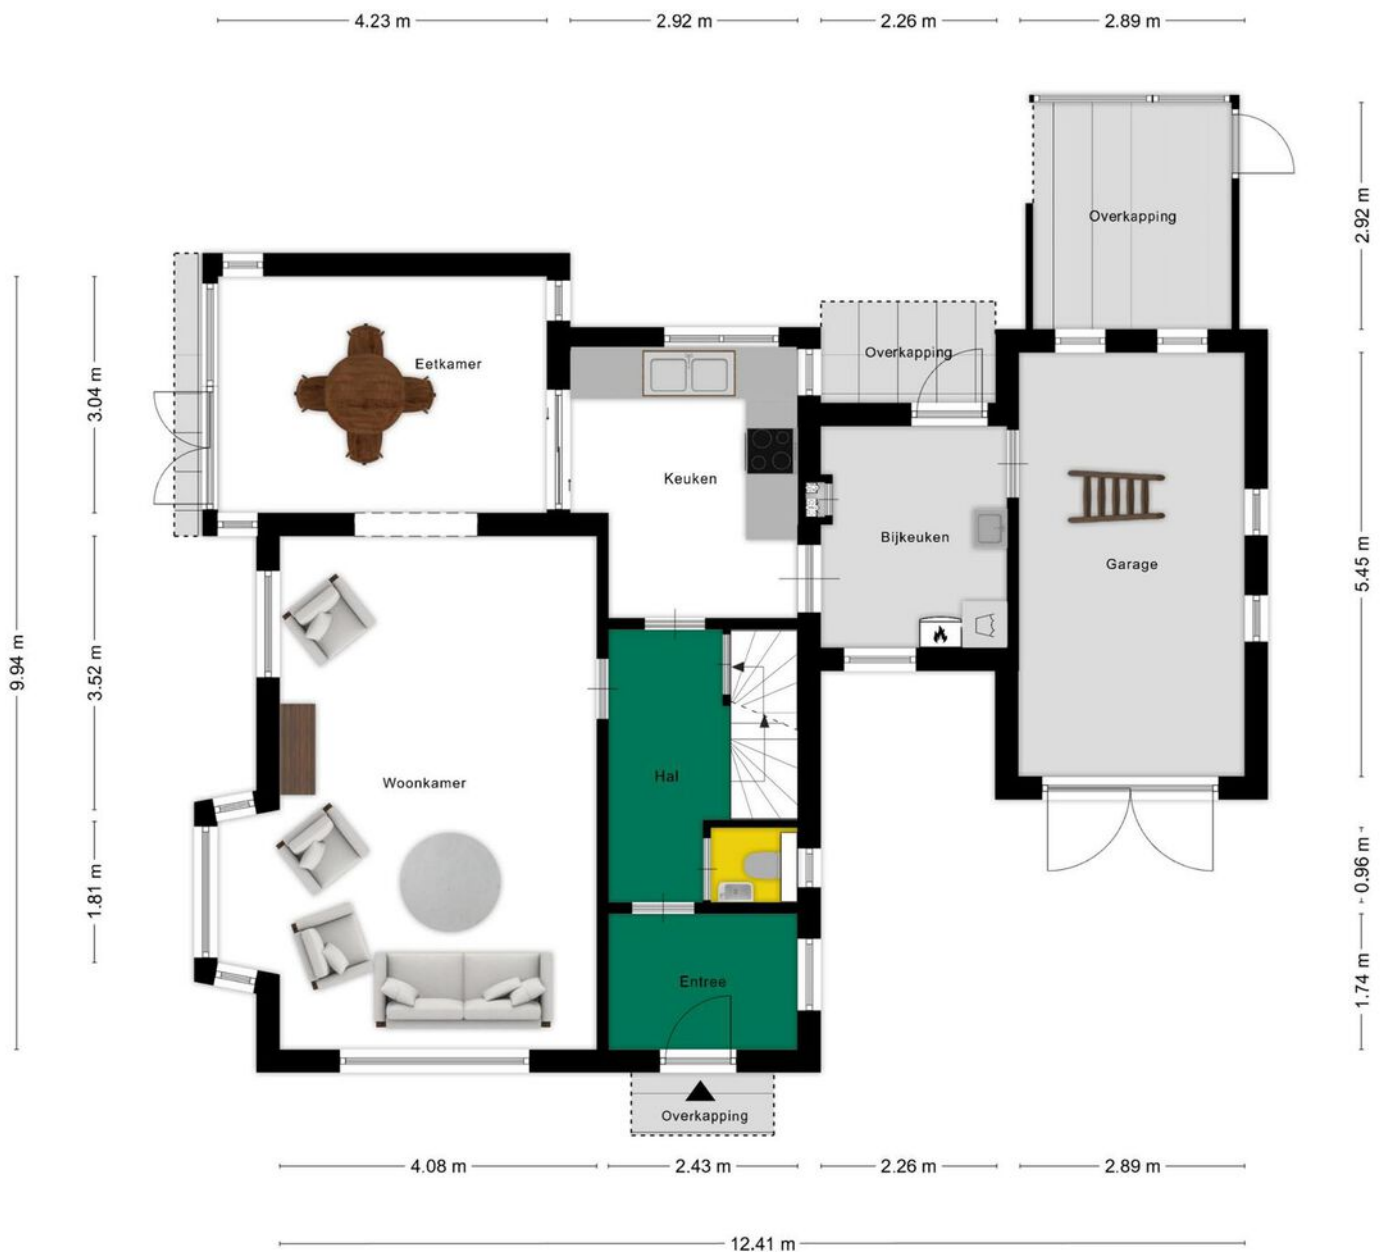 4.23 m
2.92 m
2.26 m
2.89 m
Overkapping
2.92 m
Overkapping
Eetkamer
3.04 m
Keuken
Bijkeuken
Garage
5.45 m
9.94 m
3.52 m
Hal
Woonkamer
1.81 m
0.96 m
Entree
1.74 m
Overkapping
4.08 m
2.43 m
2.26 m
2.89 m
12.41 m